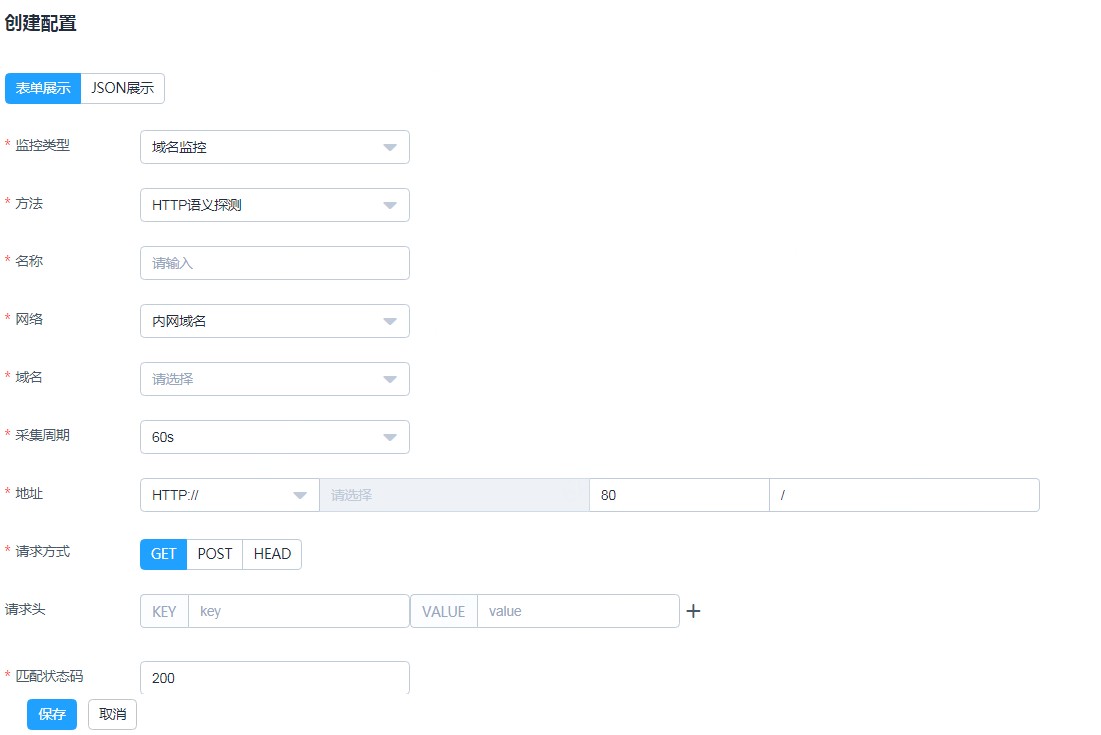 创建配置
表单展示 JSON展示
* 监控类型 域名监控
* 方法 HTTP语义探测
* 名称 请输入
* 网络 内网域名
* 域名 请选择
* 采集周期 60s
* 地址 HTTP:// 请选择 80 /
* 请求方式 GET POST HEAD
请求头 KEY key VALUE value +
* 匹配状态码 200
保存 取消